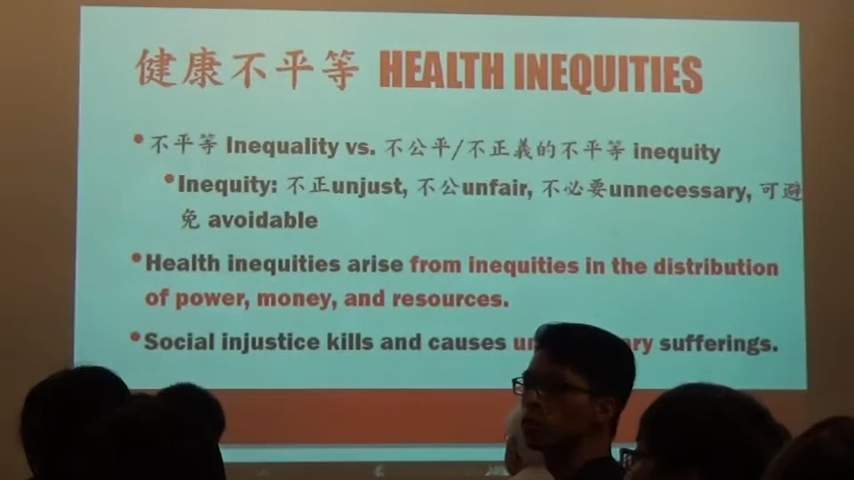 健康不平等 HEALTH INEQUITIES
• 不平等 Inequality vs. 不公平/不正義的不平等 inequity
• Inequity: 不正unjust, 不公unfair, 不必要unnecessary, 可避
免 avoidable
• Health inequities arise from inequities in the distribution
of power, money, and resources.
• Social injustice kills and causes sufferings.